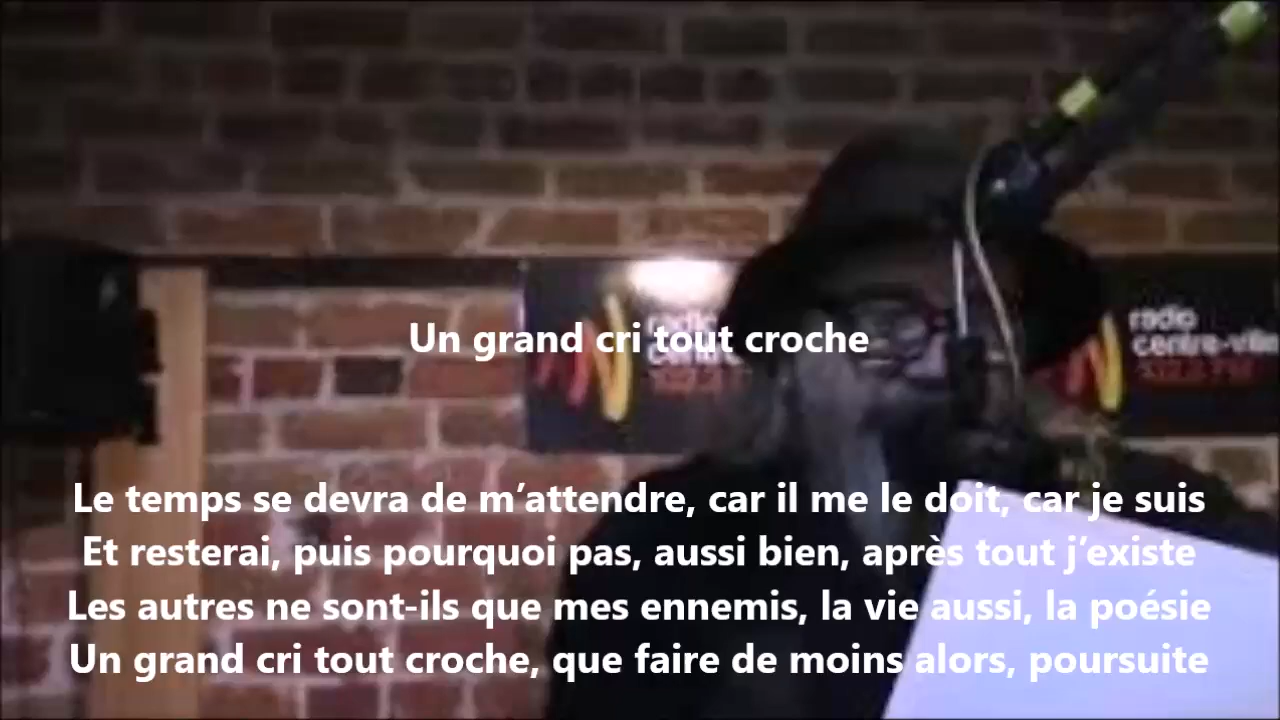 Un grand cri tout croche
radio
centre-ville
Le temps se devra de m’attendre, car il me le doit, car je suis
Et resterai, puis pourquoi pas, aussi bien, après tout j’existe
Les autres ne sont-ils que mes ennemis, la vie aussi, la poésie
Un grand cri tout croche, que faire de moins alors, poursuite